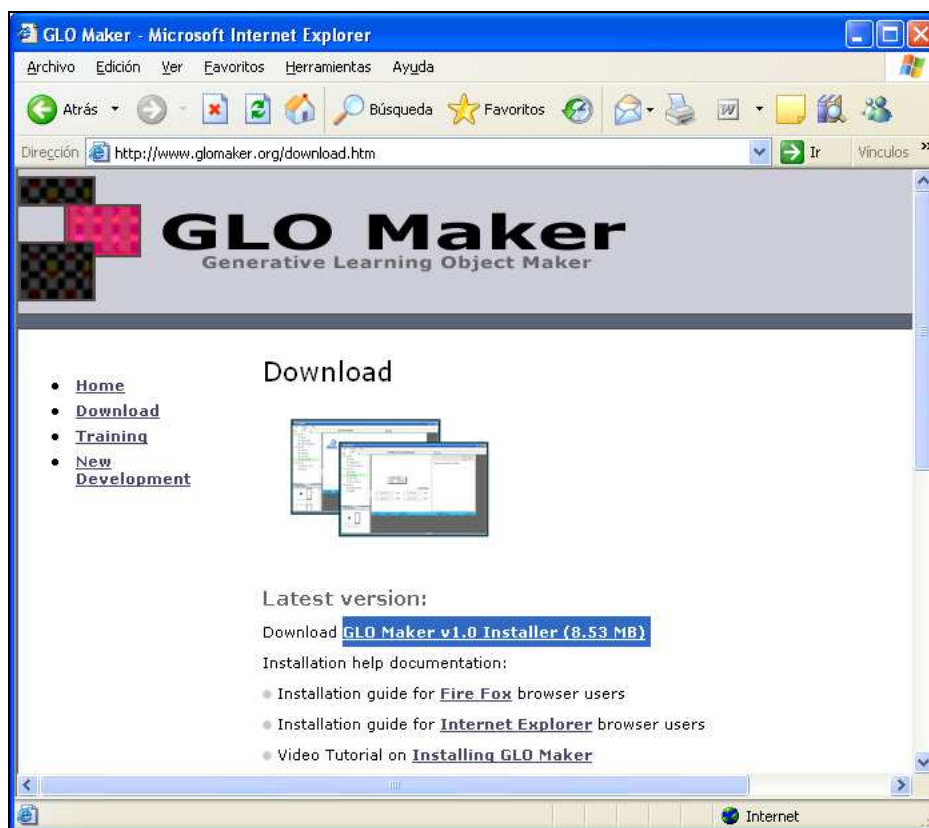 GLO Maker - Microsoft Internet Explorer
Archivo Edición Ver Favoritos Herramientas Ayuda
Atrás Búsqueda Favoritos
Dirección http://www.glomaker.org/download.htm Ir Vínculos »
GLO Maker
Generative Learning Object Maker
Home
Download
Training
New
Development
Download
Latest version:
Download GLO Maker v1.0 Installer (8.53 MB)
Installation help documentation:
Installation guide for Fire Fox browser users
Installation guide for Internet Explorer browser users
Video Tutorial on Installing GLO Maker
Internet